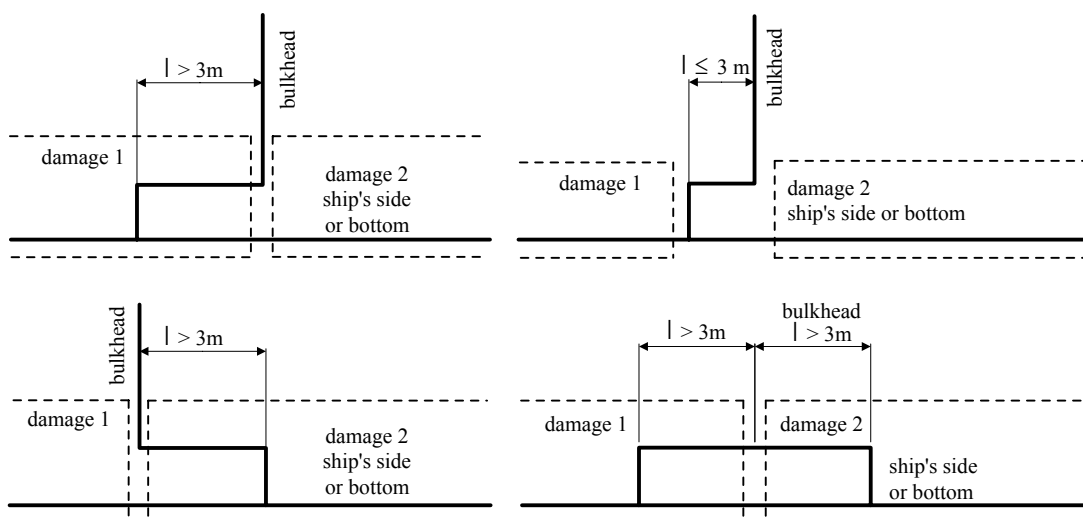 l > 3m
bulkhead
damage 1
damage 2
ship's side
or bottom
l ≤ 3 m
bulkhead
damage 1
damage 2
ship's side or bottom
bulkhead
l > 3m
damage 1
damage 2
ship's side
or bottom
bulkhead
l > 3m
l > 3m
damage 1
damage 2
ship's side
or bottom